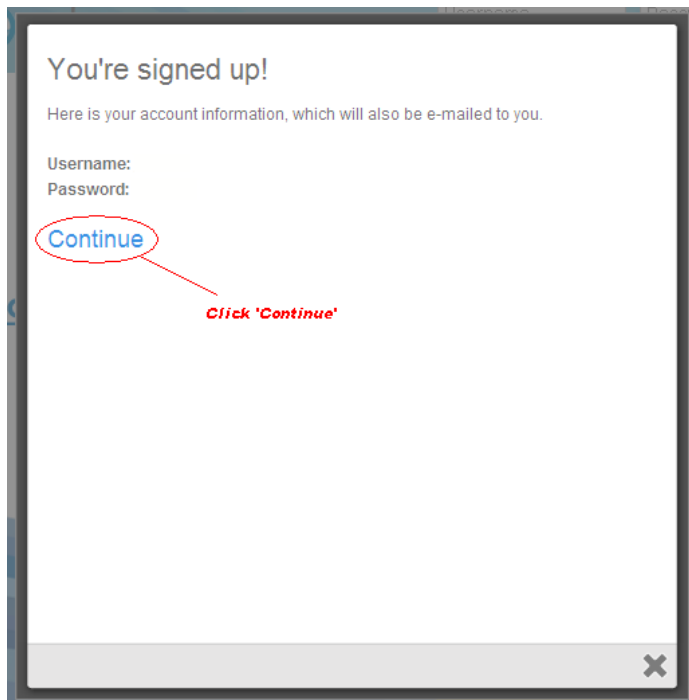 You're signed up!
Here is your account information, which will also be e-mailed to you.
Username:
Password:
Continue
Click 'Continue'